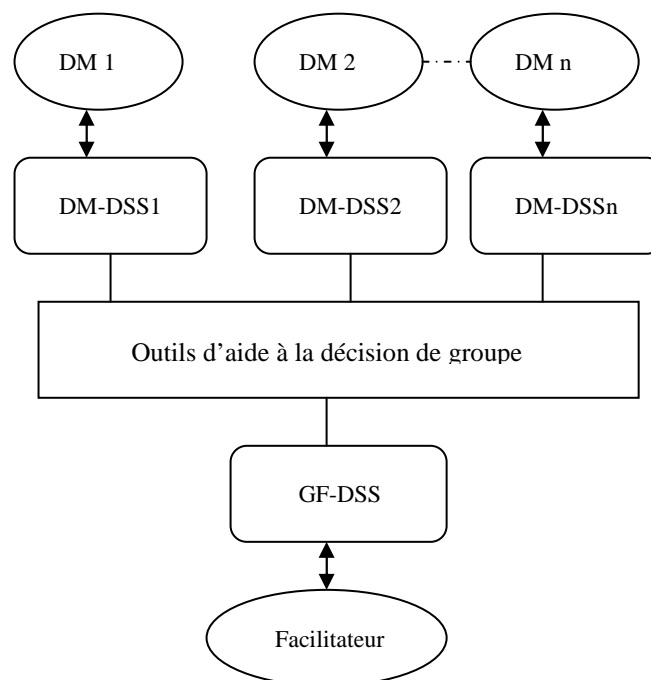 DM 1
DM 2
DM n
DM-DSS1
DM-DSS2
DM-DSSn
Outils d’aide à la décision de groupe
GF-DSS
Facilitateur